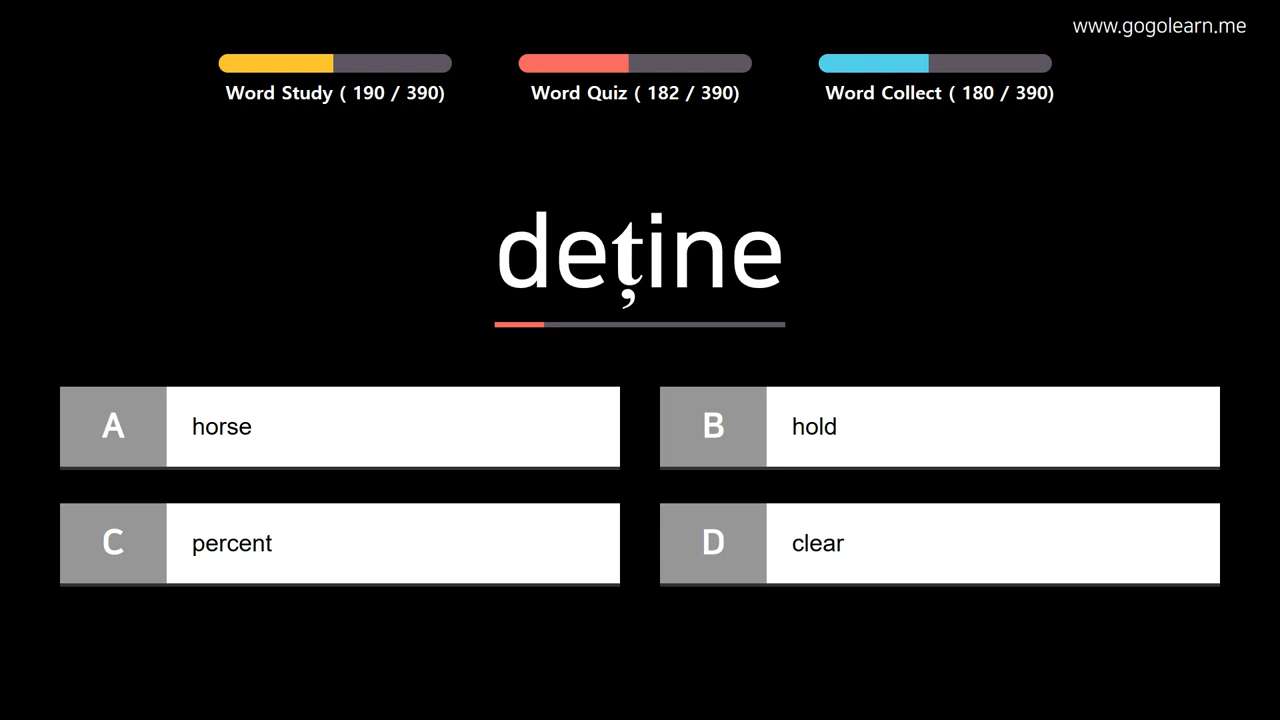 www.gogolearn.me
Word Study ( 190 / 390)
Word Quiz ( 182 / 390)
Word Collect ( 180 / 390)
deține
A horse
B hold
C percent
D clear